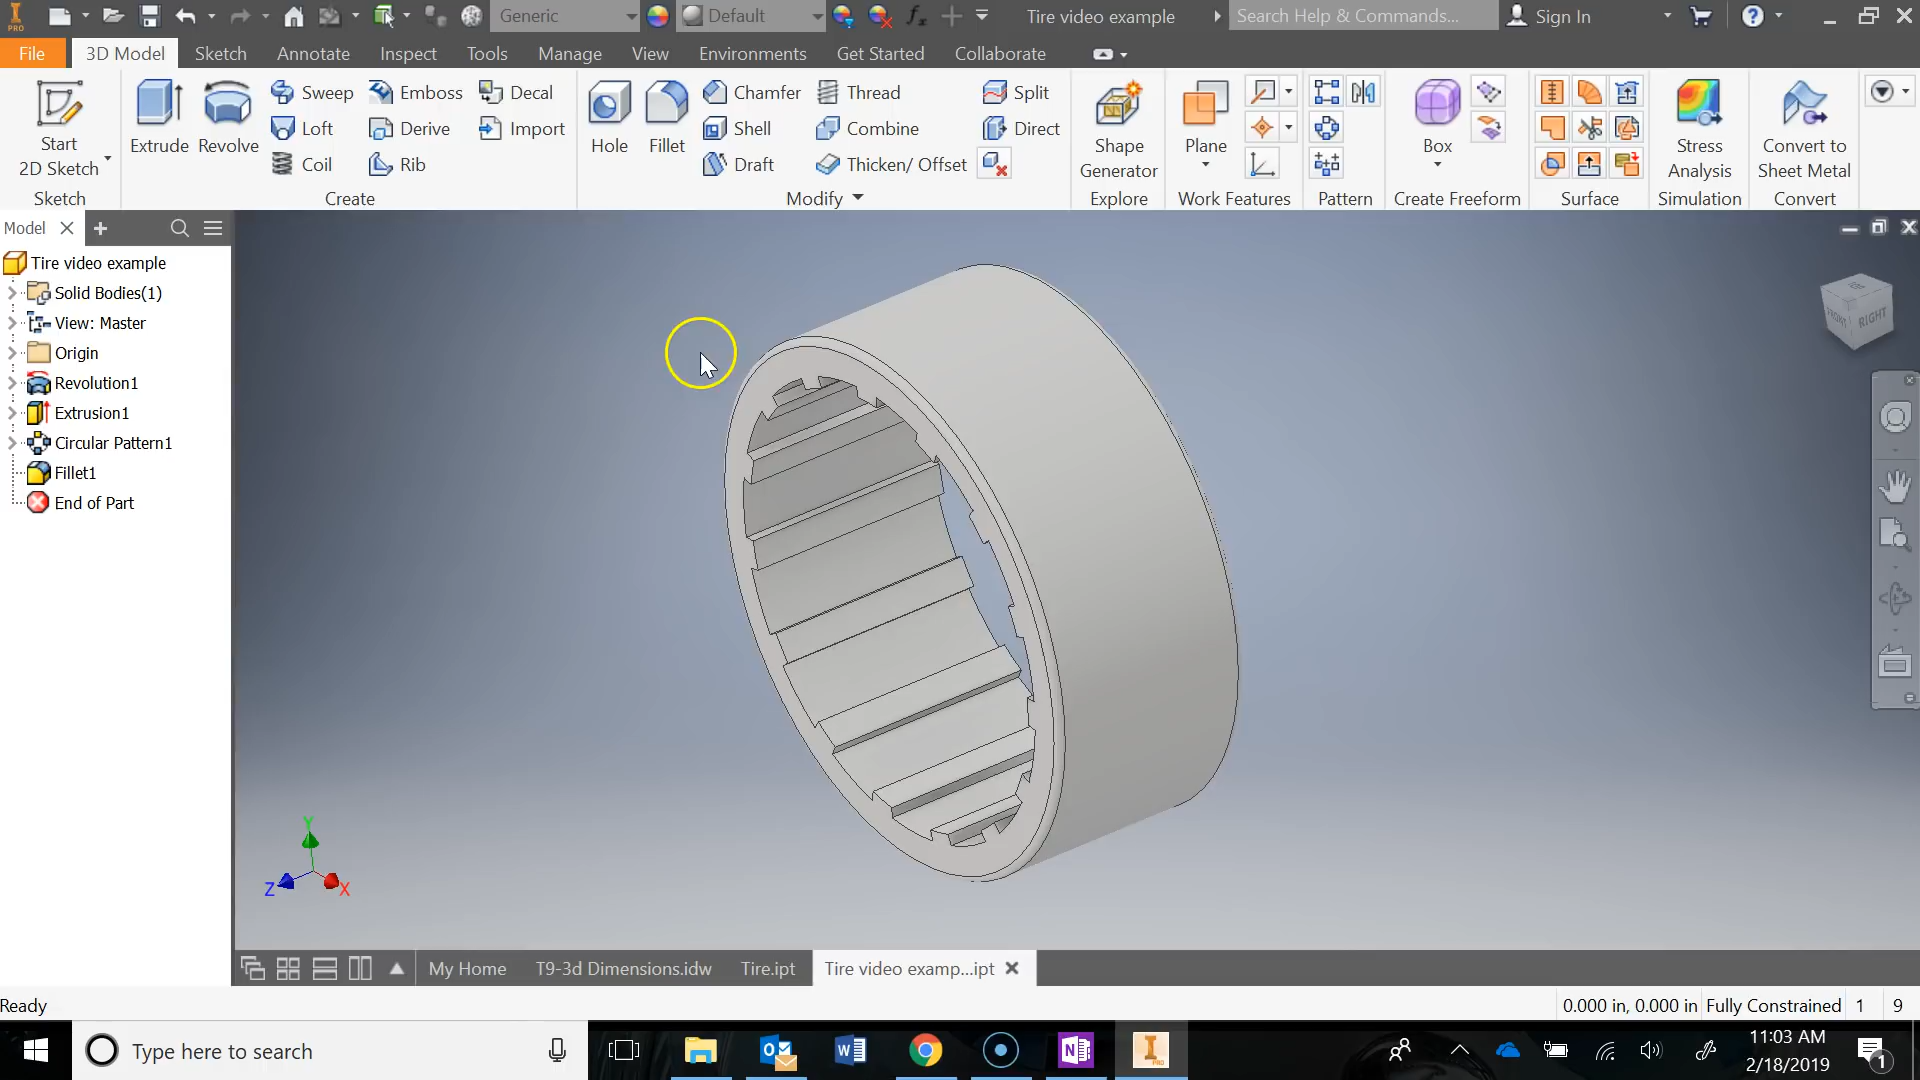 PRO
Generic
Default
fx
Tire video example
Search Help & Commands...
Sign In
File
3D Model
Sketch
Annotate
Inspect
Tools
Manage
View
Environments
Get Started
Collaborate
Start
2D Sketch
Extrude
Revolve
Sweep
Loft
Coil
Emboss
Derive
Rib
Decal
Import
Hole
Fillet
Chamfer
Shell
Draft
Thread
Combine
Thicken/ Offset
Split
Direct
Shape
Generator
Plane
Box
Stress
Analysis
Convert to
Sheet Metal
Sketch
Create
Modify
Explore
Work Features
Pattern
Create Freeform
Surface
Simulation
Convert
Model
Tire video example
Solid Bodies(1)
View: Master
Origin
Revolution1
Extrusion1
Circular Pattern1
Fillet1
End of Part
FRONT
RIGHT
Y
Z
X
My Home
T9-3d Dimensions.idw
Tire.ipt
Tire video examp...ipt
Ready
0.000 in, 0.000 in
Fully Constrained
1
9
Type here to search
11:03 AM
2/18/2019
1